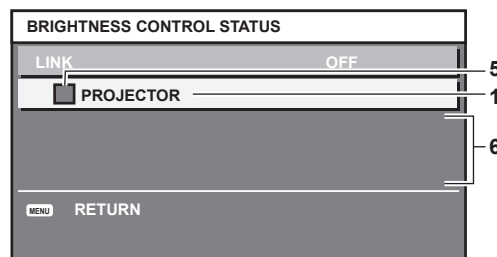 BRIGHTNESS CONTROL STATUS
LINK OFF
5
PROJECTOR
1
6
MENU RETURN